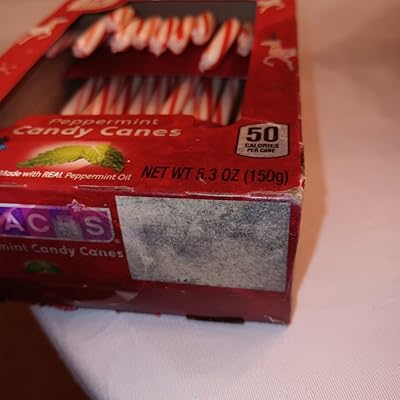 Peppermint
Candy Canes
50
CALORIES
PER CANE
Made with REAL Peppermint Oil
NET WT 5.3 OZ (150g)
mint Candy Canes